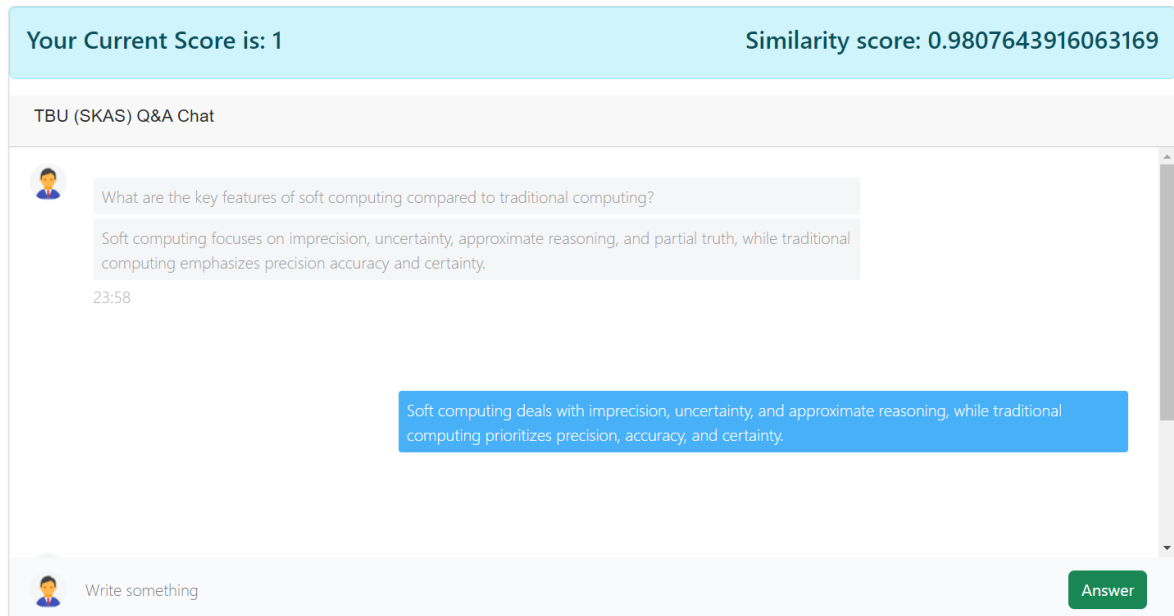 Your Current Score is: 1
Similarity score: 0.9807643916063169
TBU (SKAS) Q&A Chat
What are the key features of soft computing compared to traditional computing?
Soft computing focuses on imprecision, uncertainty, approximate reasoning, and partial truth, while traditional
computing emphasizes precision accuracy and certainty.
23:58
Soft computing deals with imprecision, uncertainty, and approximate reasoning, while traditional
computing prioritizes precision, accuracy, and certainty.
Write something
Answer